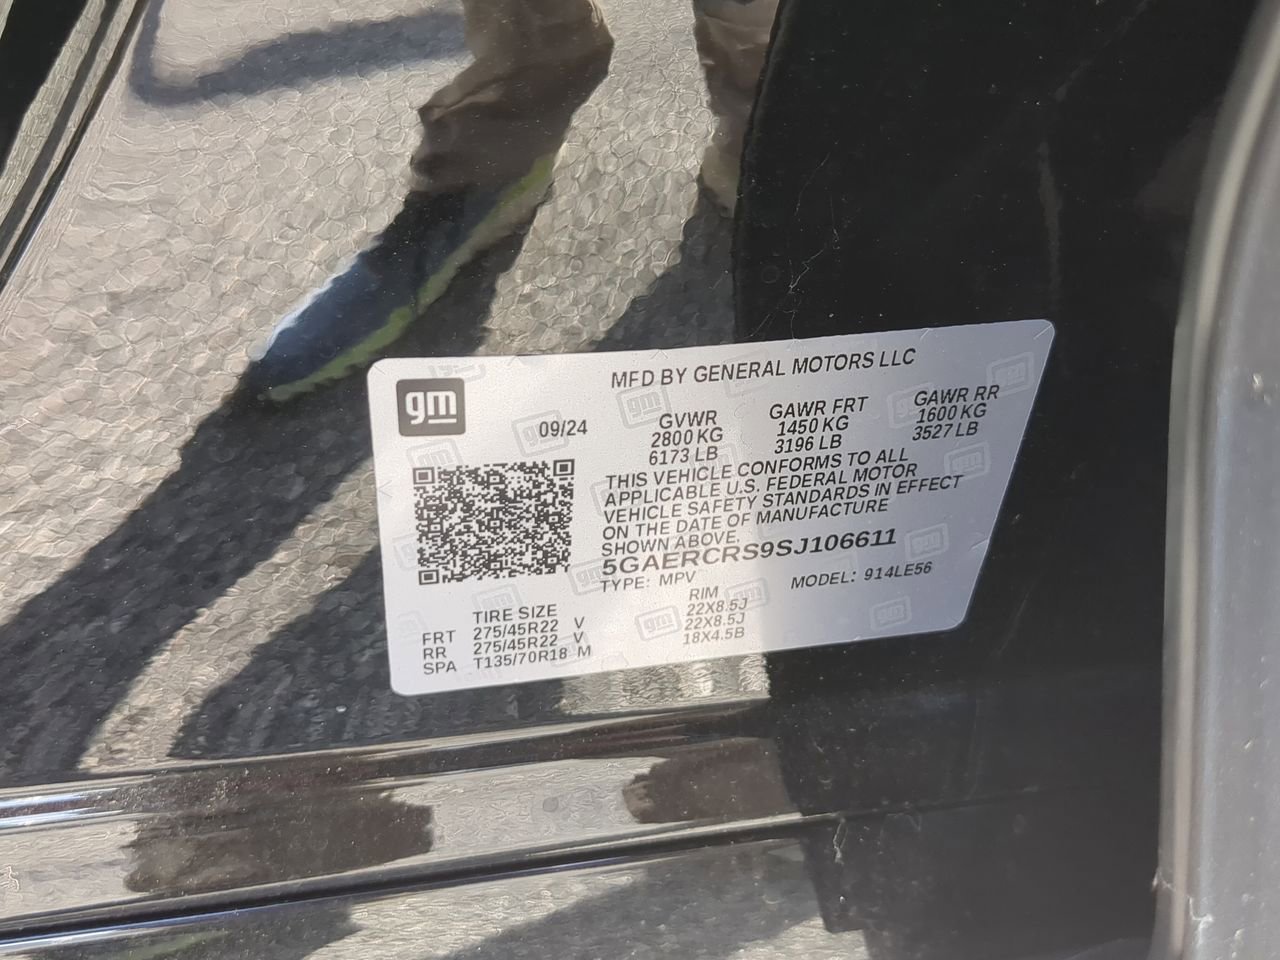 MFD BY GENERAL MOTORS LLC
gm
09/24
GVWR
2800 KG
6173 LB
GAWR FRT
1450 KG
3196 LB
GAWR RR
1600 KG
3527 LB
THIS VEHICLE CONFORMS TO ALL
APPLICABLE U.S. FEDERAL MOTOR
VEHICLE SAFETY STANDARDS IN EFFECT
ON THE DATE OF MANUFACTURE
SHOWN ABOVE.
5GAERCRS9SJ106611
TYPE: MPV MODEL: 914LE56
TIRE SIZE RIM
FRT 275/45R22 V 22X8.5J
RR 275/45R22 V 22X8.5J
SPA T135/70R18 M 18X4.5B